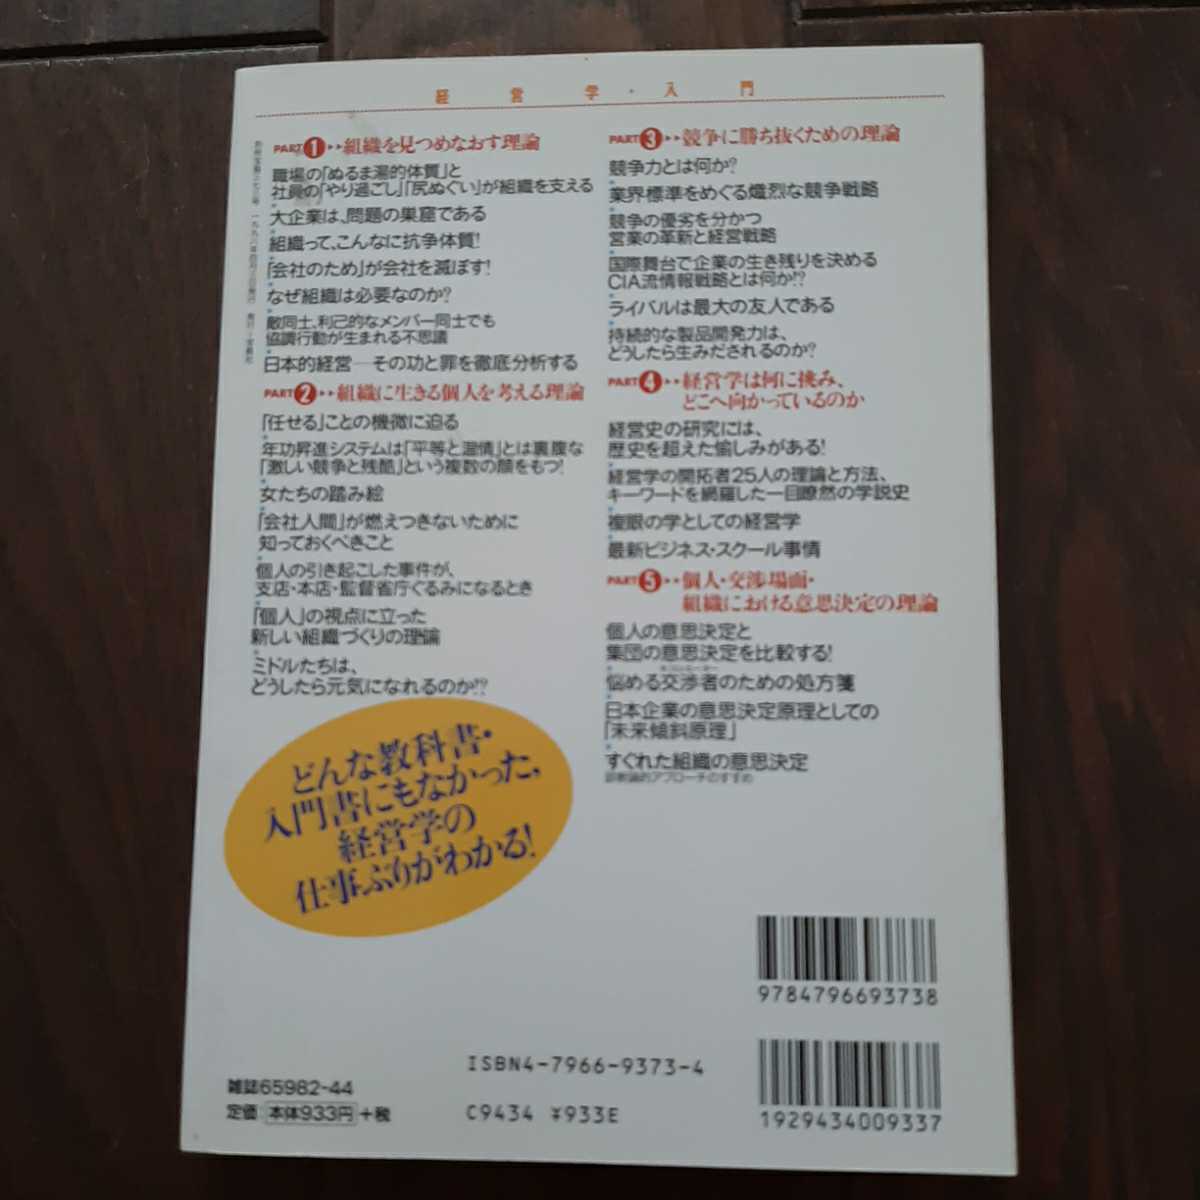 経営学・入門
PART1▸▸組織を見つめなおす理論
職場の「ぬるま湯的体質」と
社員の「やり過ごし」「尻ぬぐい」が組織を支える
大企業は、問題の巣窟である
組織って、こんなに抗争体質!
「会社のため」が会社を滅ぼす!
なぜ組織は必要なのか?
敵同士、利己的なメンバー同士でも
協調行動が生まれる不思議
日本的経営―その功と罪を徹底分析する
PART2▸▸組織に生きる個人を考える理論
「任せる」ことの機微に迫る
年功昇進システムは「平等と温情」とは裏腹な
「激しい競争と残酷」という複数の顔をもつ!
女たちの踏み絵
「会社人間」が燃えつきないために
知っておくべきこと
個人の引き起こした事件が、
支店・本店・監督省庁ぐるみになるとき
「個人」の視点に立った
新しい組織づくりの理論
ミドルたちは、
どうしたら元気になれるのか!?
PART3▸▸競争に勝ち抜くための理論
競争力とは何か?
業界標準をめぐる熾烈な競争戦略
競争の優劣を分かつ
営業の革新と経営戦略
国際舞台で企業の生き残りを決める
CIA流情報戦略とは何か!?
ライバルは最大の友人である
持続的な製品開発力は、
どうしたら生みだされるのか?
PART4▸▸経営学は何に挑み、
どこへ向かっているのか
経営史の研究には、
歴史を超えた愉しみがある!
経営学の開拓者25人の理論と方法、
キーワードを網羅した一目瞭然の学説史
複眼の学としての経営学
最新ビジネス・スクール事情
PART5▸▸個人・交渉場面・
組織における意思決定の理論
個人の意思決定と
集団の意思決定を比較する!
悩める交渉者のための処方箋
日本企業の意思決定原理としての
「未来傾斜原理」
すぐれた組織の意思決定
診断論的アプローチのすすめ
どんな教科書・
入門書にもなかった、
経営学の
仕事ぶりがわかる!
9784796693738
ISBN4-7966-9373-4
雑誌65982-44
定価 本体933円+税
C9434 ¥933E
1929434009337